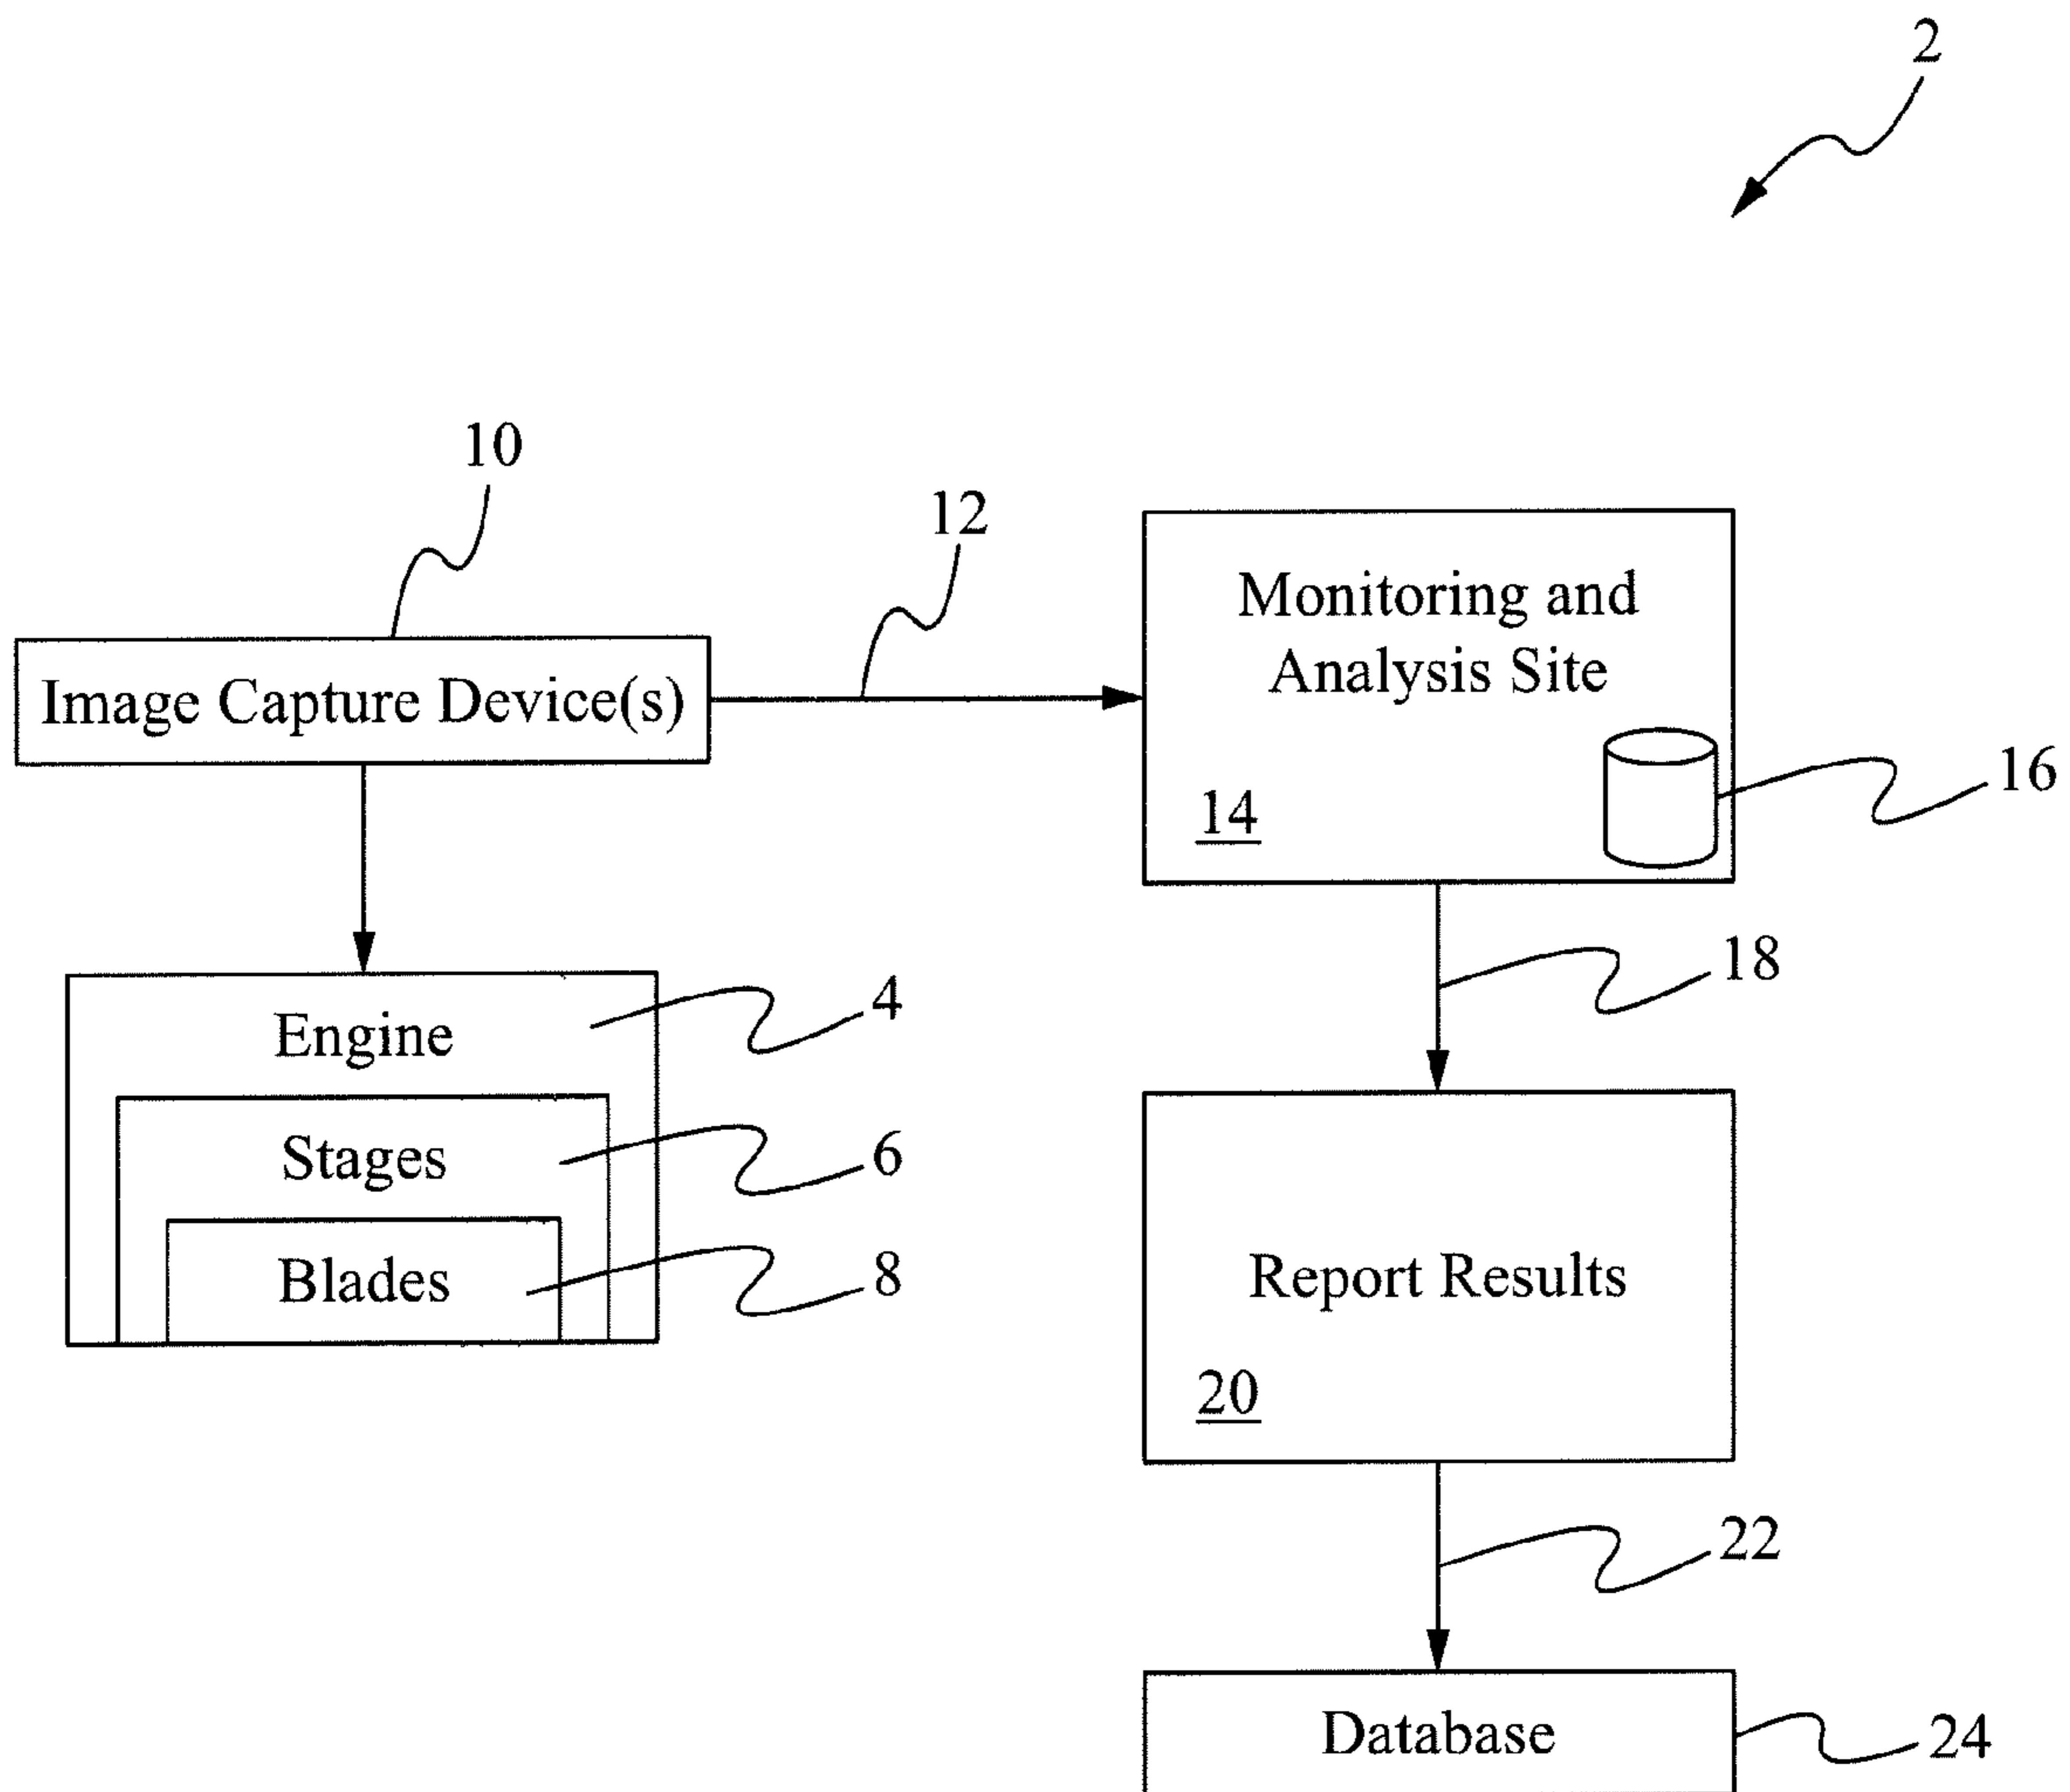 2
10
12
Image Capture Device(s)
Monitoring and
Analysis Site
14
16
18
Engine
4
Stages
6
Blades
8
Report Results
20
22
Database
24